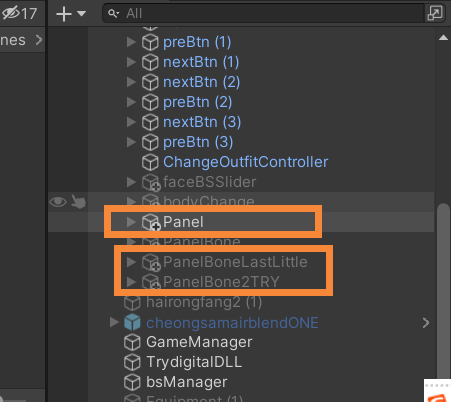 17
All
nes
preBtn (1)
nextBtn (1)
nextBtn (2)
preBtn (2)
nextBtn (3)
preBtn (3)
ChangeOutfitController
faceBSSlider
bodyChange
Panel
PanelBone
PanelBoneLastLittle
PanelBone2TRY
hairongfang2 (1)
cheongsamairblendONE
GameManager
TrydigitalDLL
bsManager
Equipment (1)